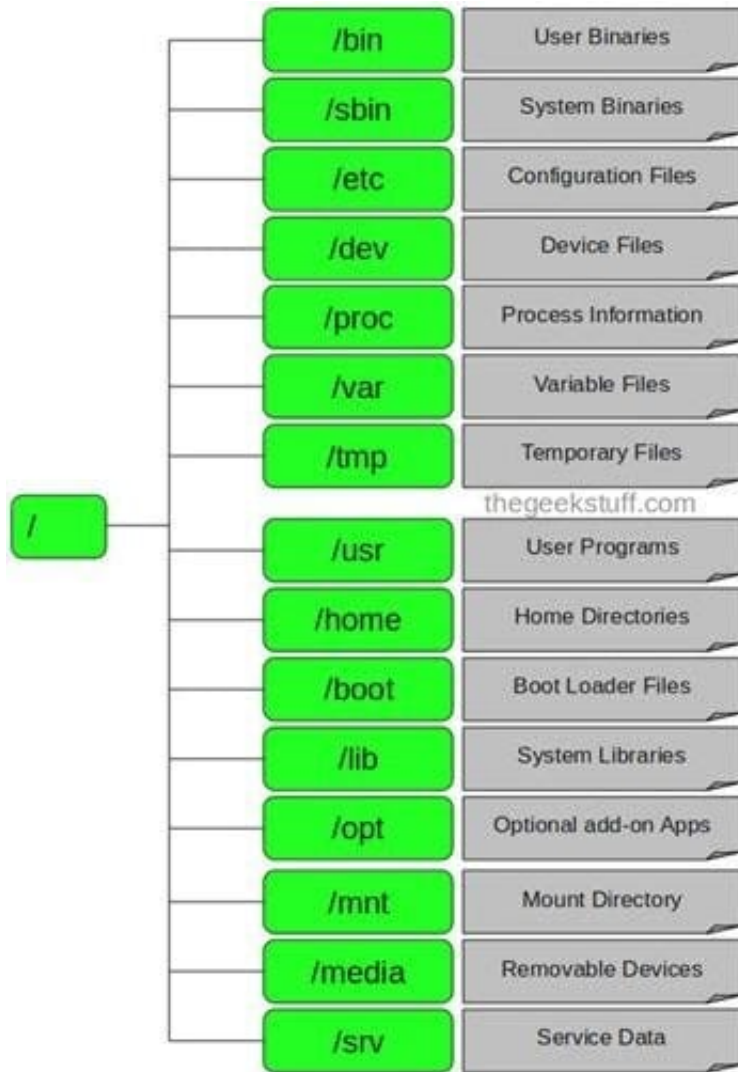 /bin User Binaries
/sbin System Binaries
/etc Configuration Files
/dev Device Files
/proc Process Information
/var Variable Files
/tmp Temporary Files
thegeekstuff.com
/
/usr User Programs
/home Home Directories
/boot Boot Loader Files
/lib System Libraries
/opt Optional add-on Apps
/mnt Mount Directory
/media Removable Devices
/srv Service Data